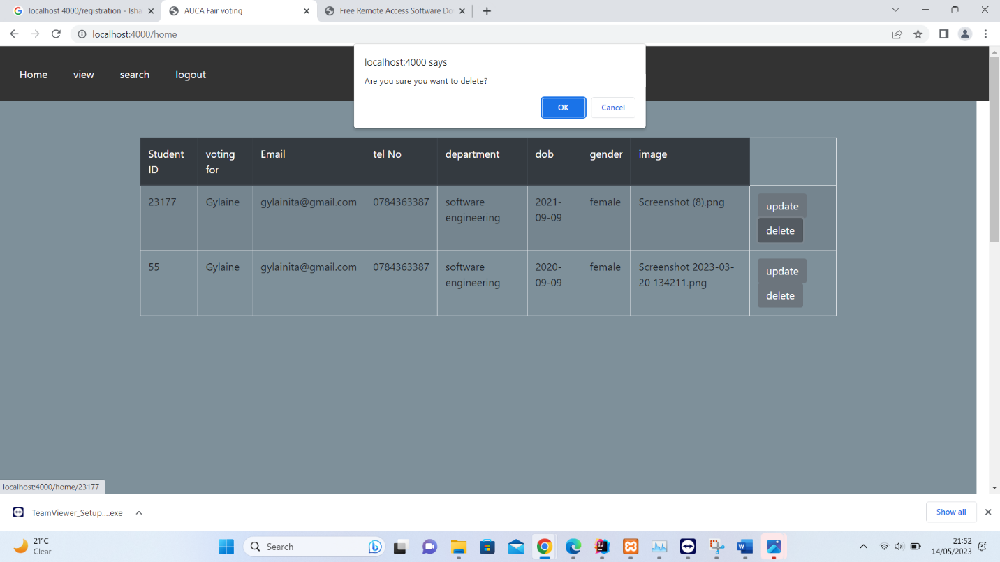 localhost 4000/registration - Isha
AUCA Fair voting
Free Remote Access Software Do
localhost:4000/home
Home view search logout
localhost:4000 says
Are you sure you want to delete?
OK Cancel
Student ID
voting for
Email
tel No
department
dob
gender
image
23177
Gylaine
gylainita@gmail.com
0784363387
software
engineering
2021-
09-09
female
Screenshot (8).png
update
delete
55
Gylaine
gylainita@gmail.com
0784363387
software
engineering
2020-
09-09
female
Screenshot 2023-03-
20 134211.png
update
delete
localhost:4000/home/23177
TeamViewer_Setup....exe
Show all
21°C
Clear
Search
21:52
14/05/2023